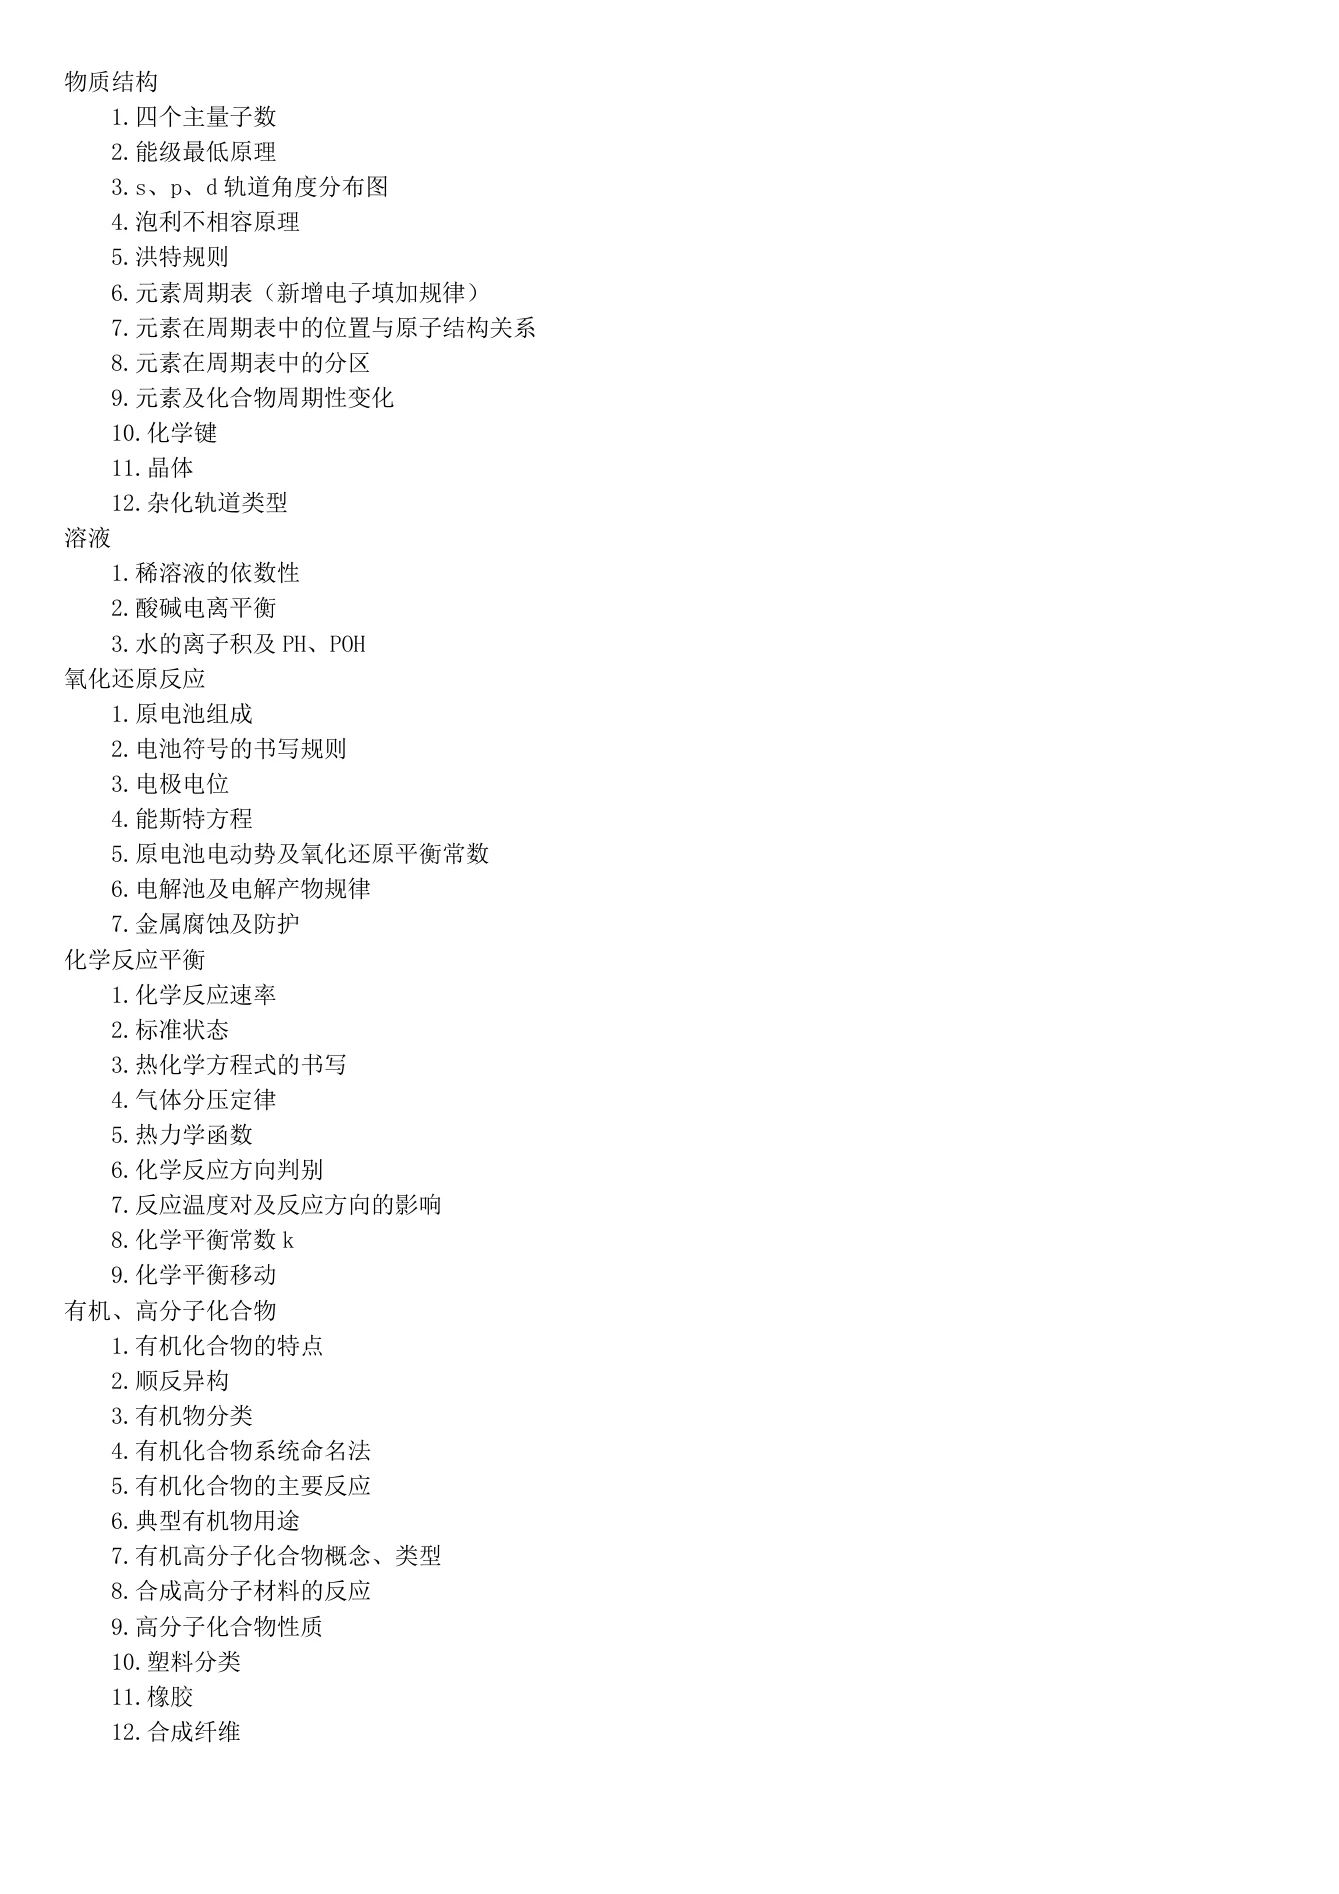 物质结构
1.四个主量子数
2.能级最低原理
3.s、p、d轨道角度分布图
4.泡利不相容原理
5.洪特规则
6.元素周期表（新增电子填加规律）
7.元素在周期表中的位置与原子结构关系
8.元素在周期表中的分区
9.元素及化合物周期性变化
10.化学键
11.晶体
12.杂化轨道类型
溶液
1.稀溶液的依数性
2.酸碱电离平衡
3.水的离子积及PH、POH
氧化还原反应
1.原电池组成
2.电池符号的书写规则
3.电极电位
4.能斯特方程
5.原电池电动势及氧化还原平衡常数
6.电解池及电解产物规律
7.金属腐蚀及防护
化学反应平衡
1.化学反应速率
2.标准状态
3.热化学方程式的书写
4.气体分压定律
5.热力学函数
6.化学反应方向判别
7.反应温度对及反应方向的影响
8.化学平衡常数k
9.化学平衡移动
有机、高分子化合物
1.有机化合物的特点
2.顺反异构
3.有机物分类
4.有机化合物系统命名法
5.有机化合物的主要反应
6.典型有机物用途
7.有机高分子化合物概念、类型
8.合成高分子材料的反应
9.高分子化合物性质
10.塑料分类
11.橡胶
12.合成纤维